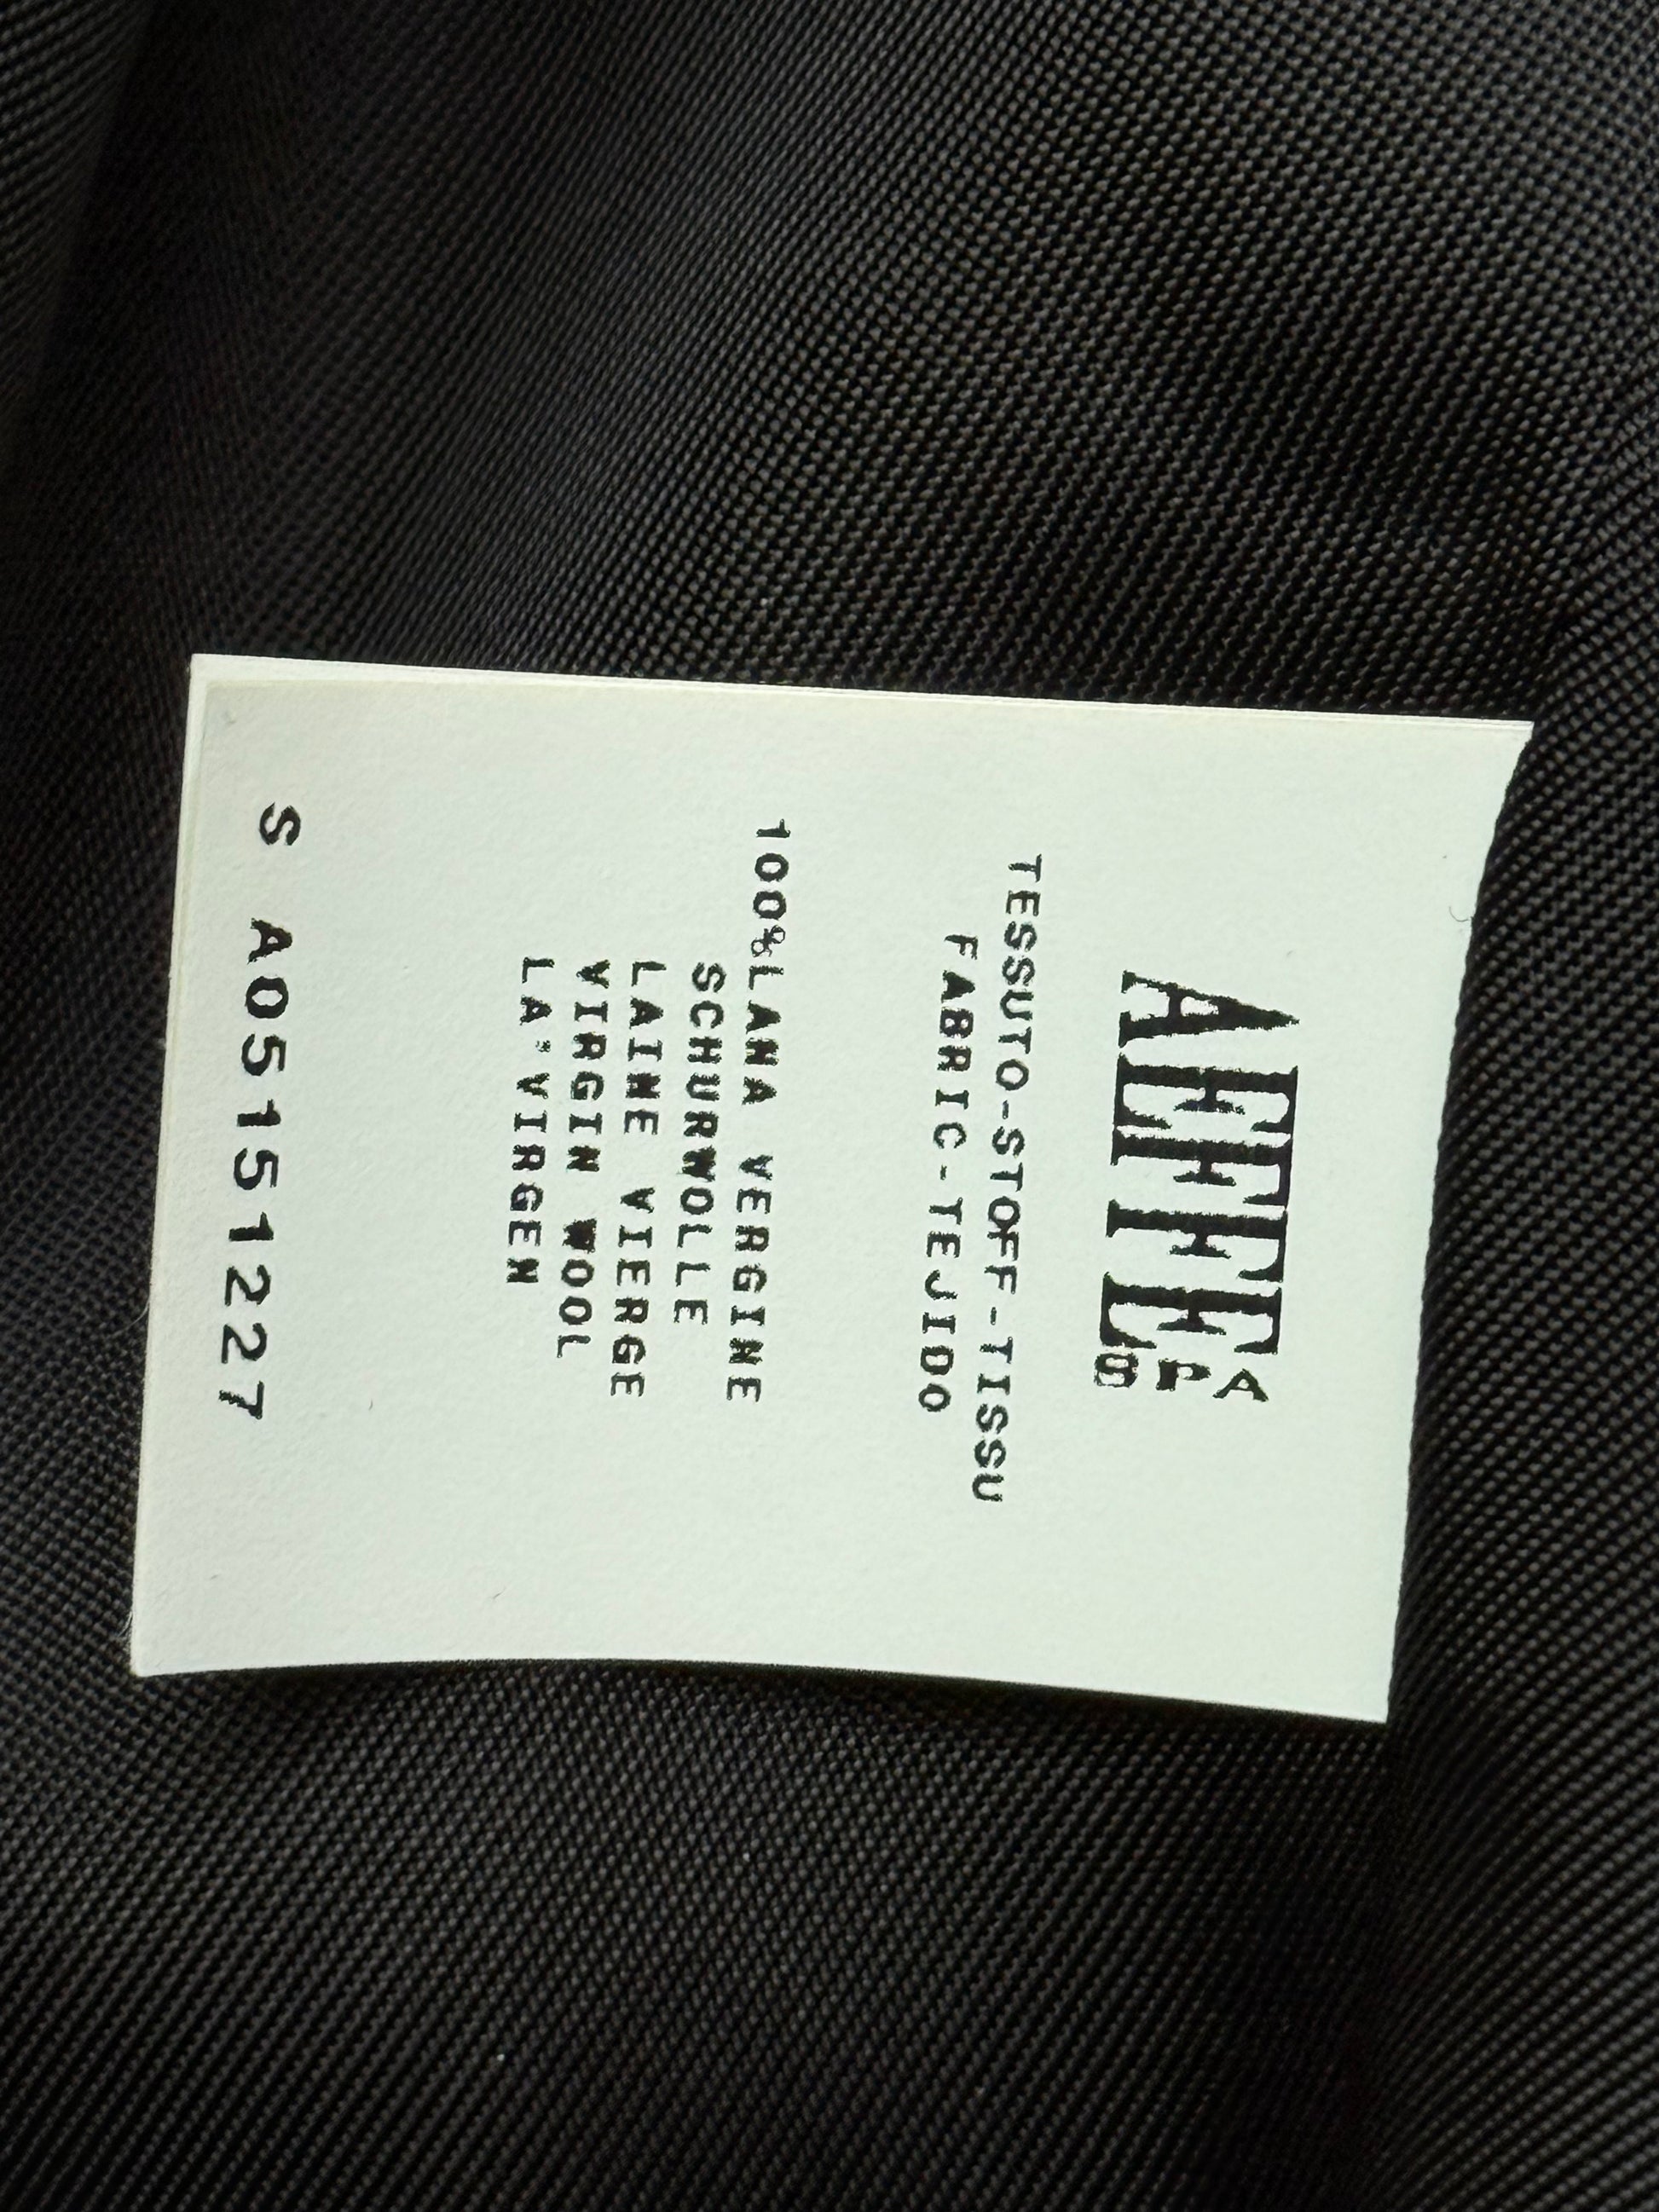 AEFFE SPA
TESSUTO-STOFF-TISSU
FABRIC-TEJIDO
100%LANA VERGINE
SCHURWOLLE
LAINE VIERGE
VIRGIN WOOL
LA·VIRGEN
S A05151227